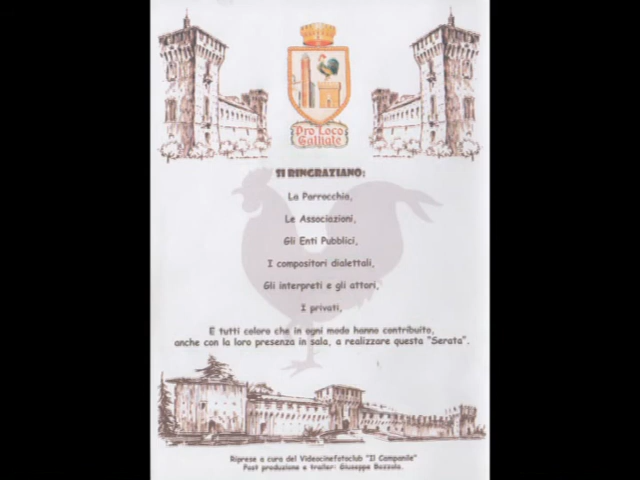 Pro Loco
Galliate
SI RINGRAZIANO:
La Parrocchia,
Le Associazioni,
Gli Enti Pubblici,
I compositori dialettali,
Gli interpreti e gli attori,
I privati,
E tutti coloro che in ogni modo hanno contribuito,
anche con la loro presenza in sala, a realizzare questa "Serata".
Riprese a cura del Videocinefotoclub "Il Campanile"
Post produzione e trailer: Giuseppe Bozzola.